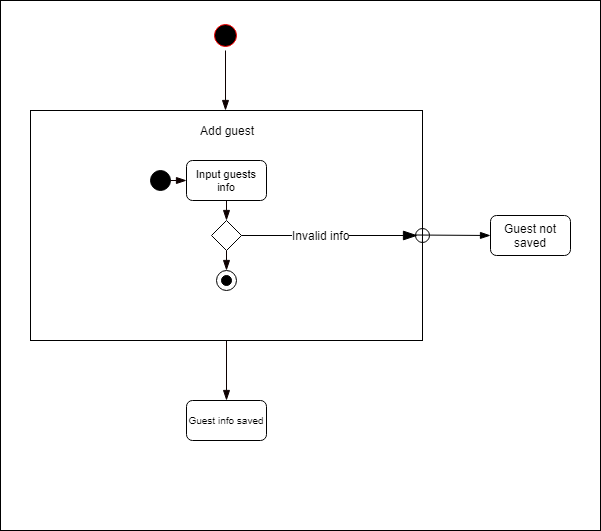 Add guest
Input guests
info
Invalid info
Guest not
saved
Guest info saved